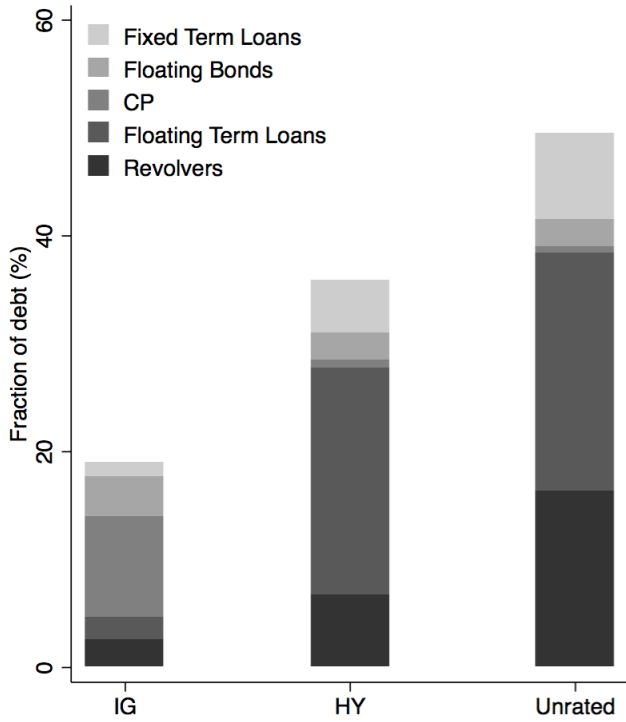 60
Fixed Term Loans
Floating Bonds
CP
Floating Term Loans
Revolvers
40
Fraction of debt (%)
20
0
IG HY Unrated